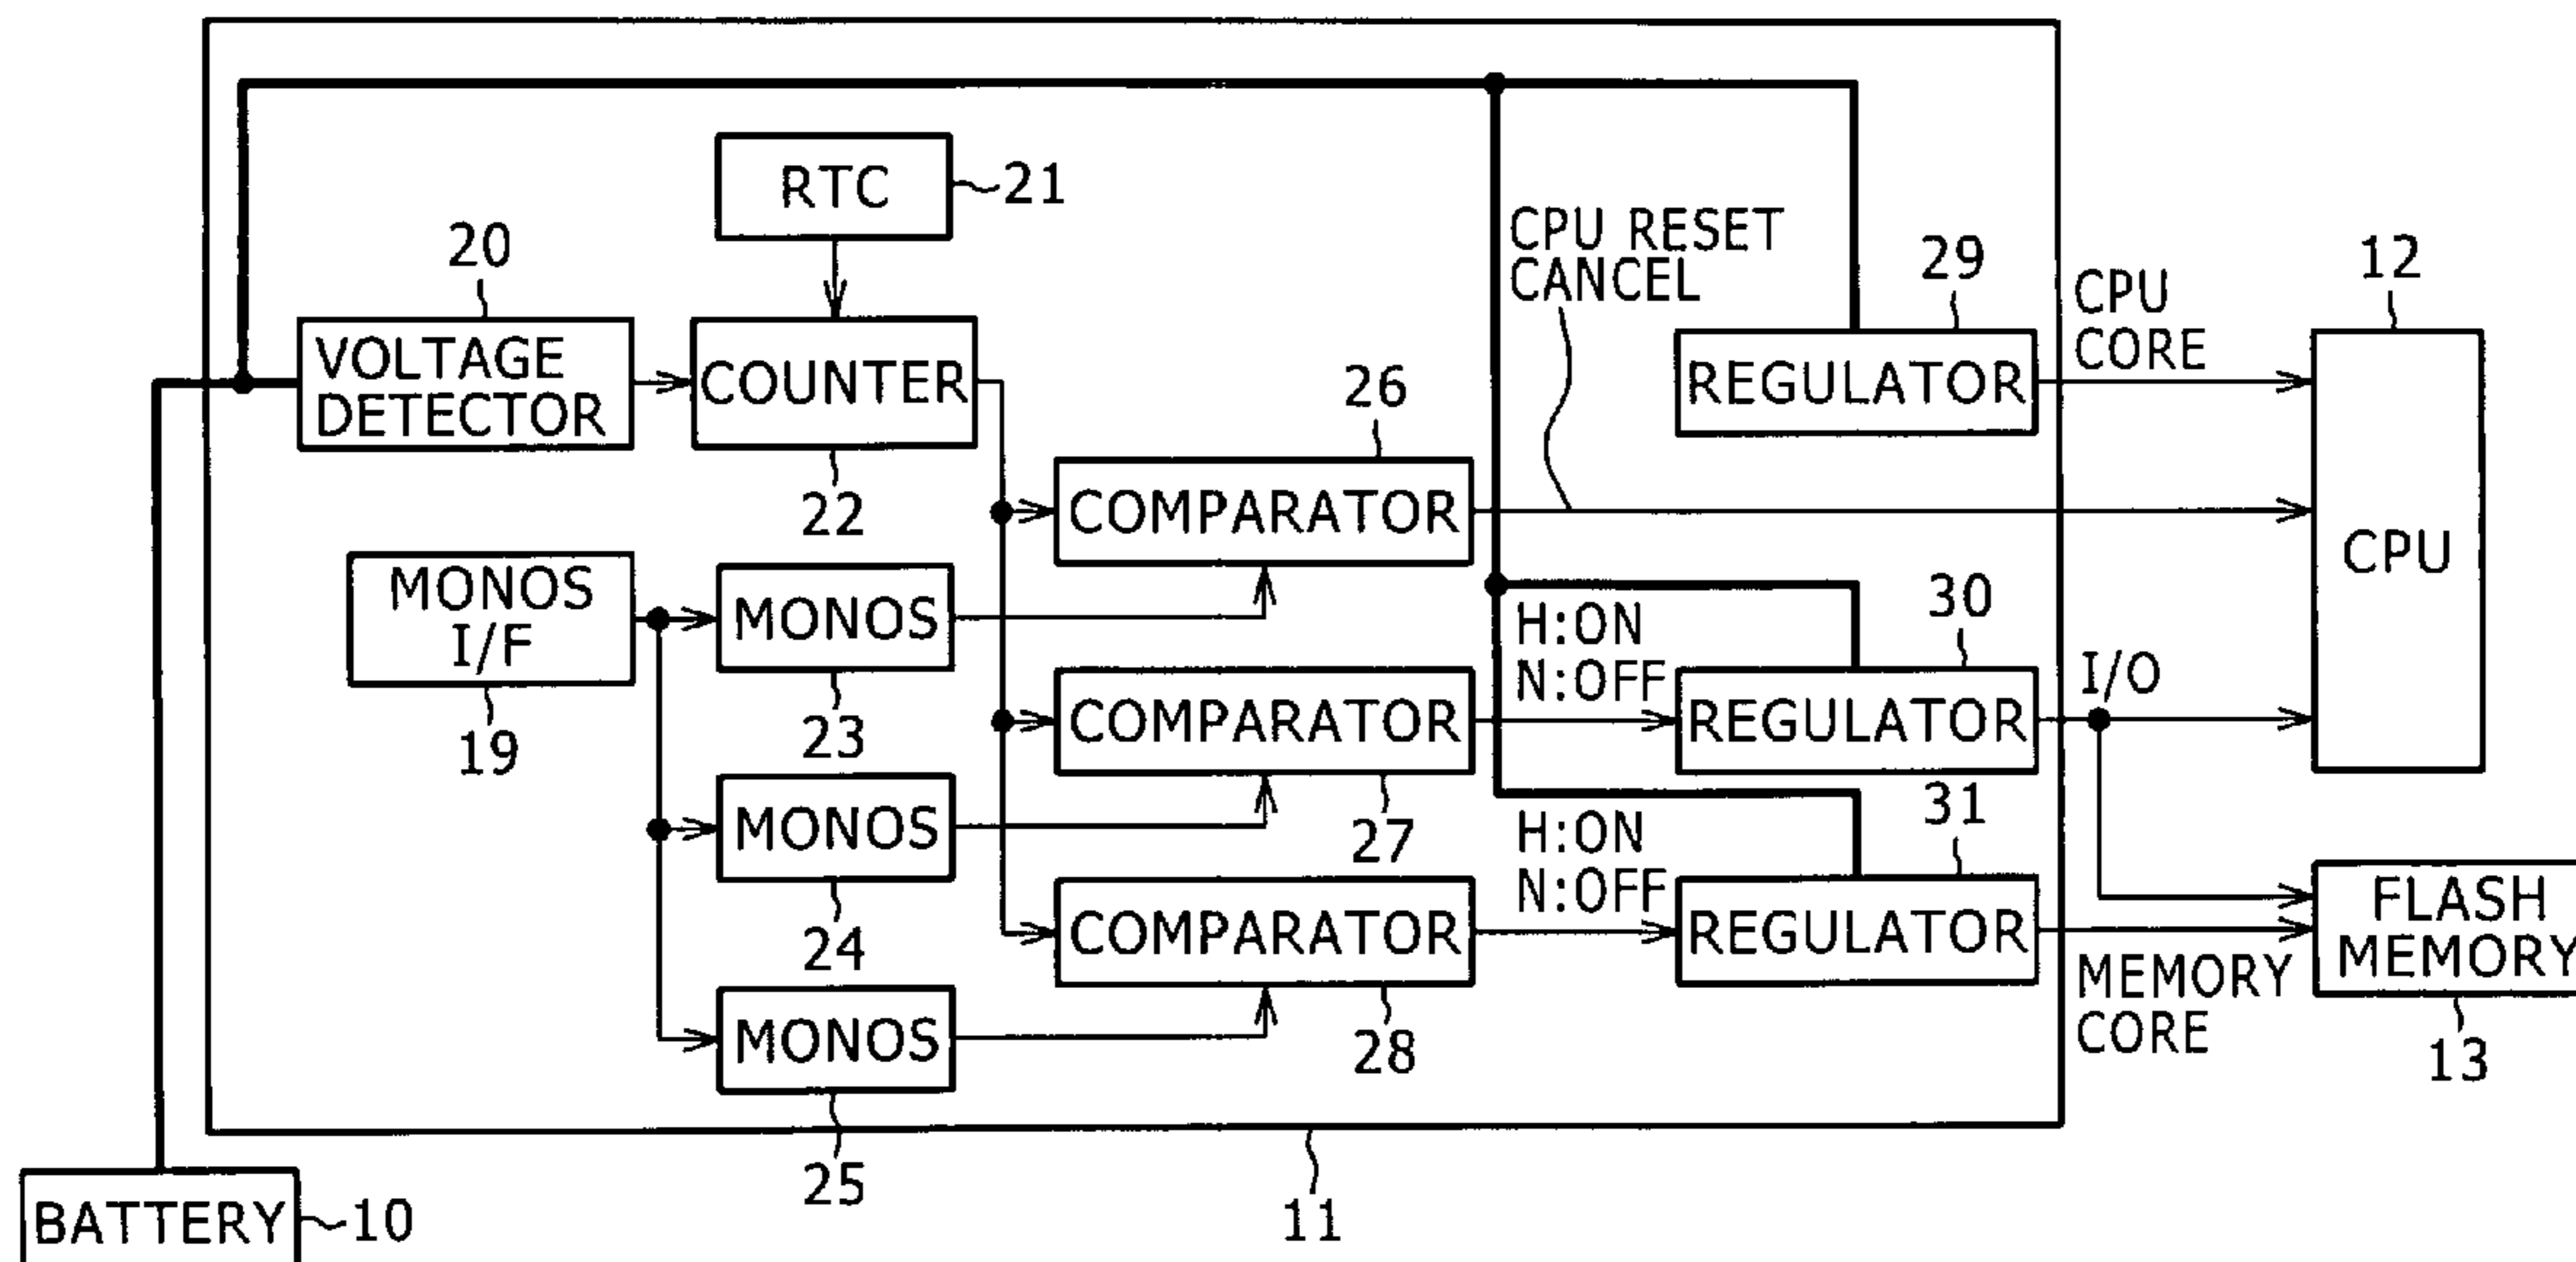 RTC
21
20
VOLTAGE
DETECTOR
COUNTER
22
CPU RESET
CANCEL
29
REGULATOR
CPU
CORE
12
CPU
26
COMPARATOR
MONOS
I/F
19
MONOS
23
H:ON
N:OFF
30
REGULATOR
I/O
COMPARATOR
27
MONOS
24
H:ON
N:OFF
31
REGULATOR
COMPARATOR
28
MEMORY
CORE
FLASH
MEMORY
13
MONOS
25
11
BATTERY
10